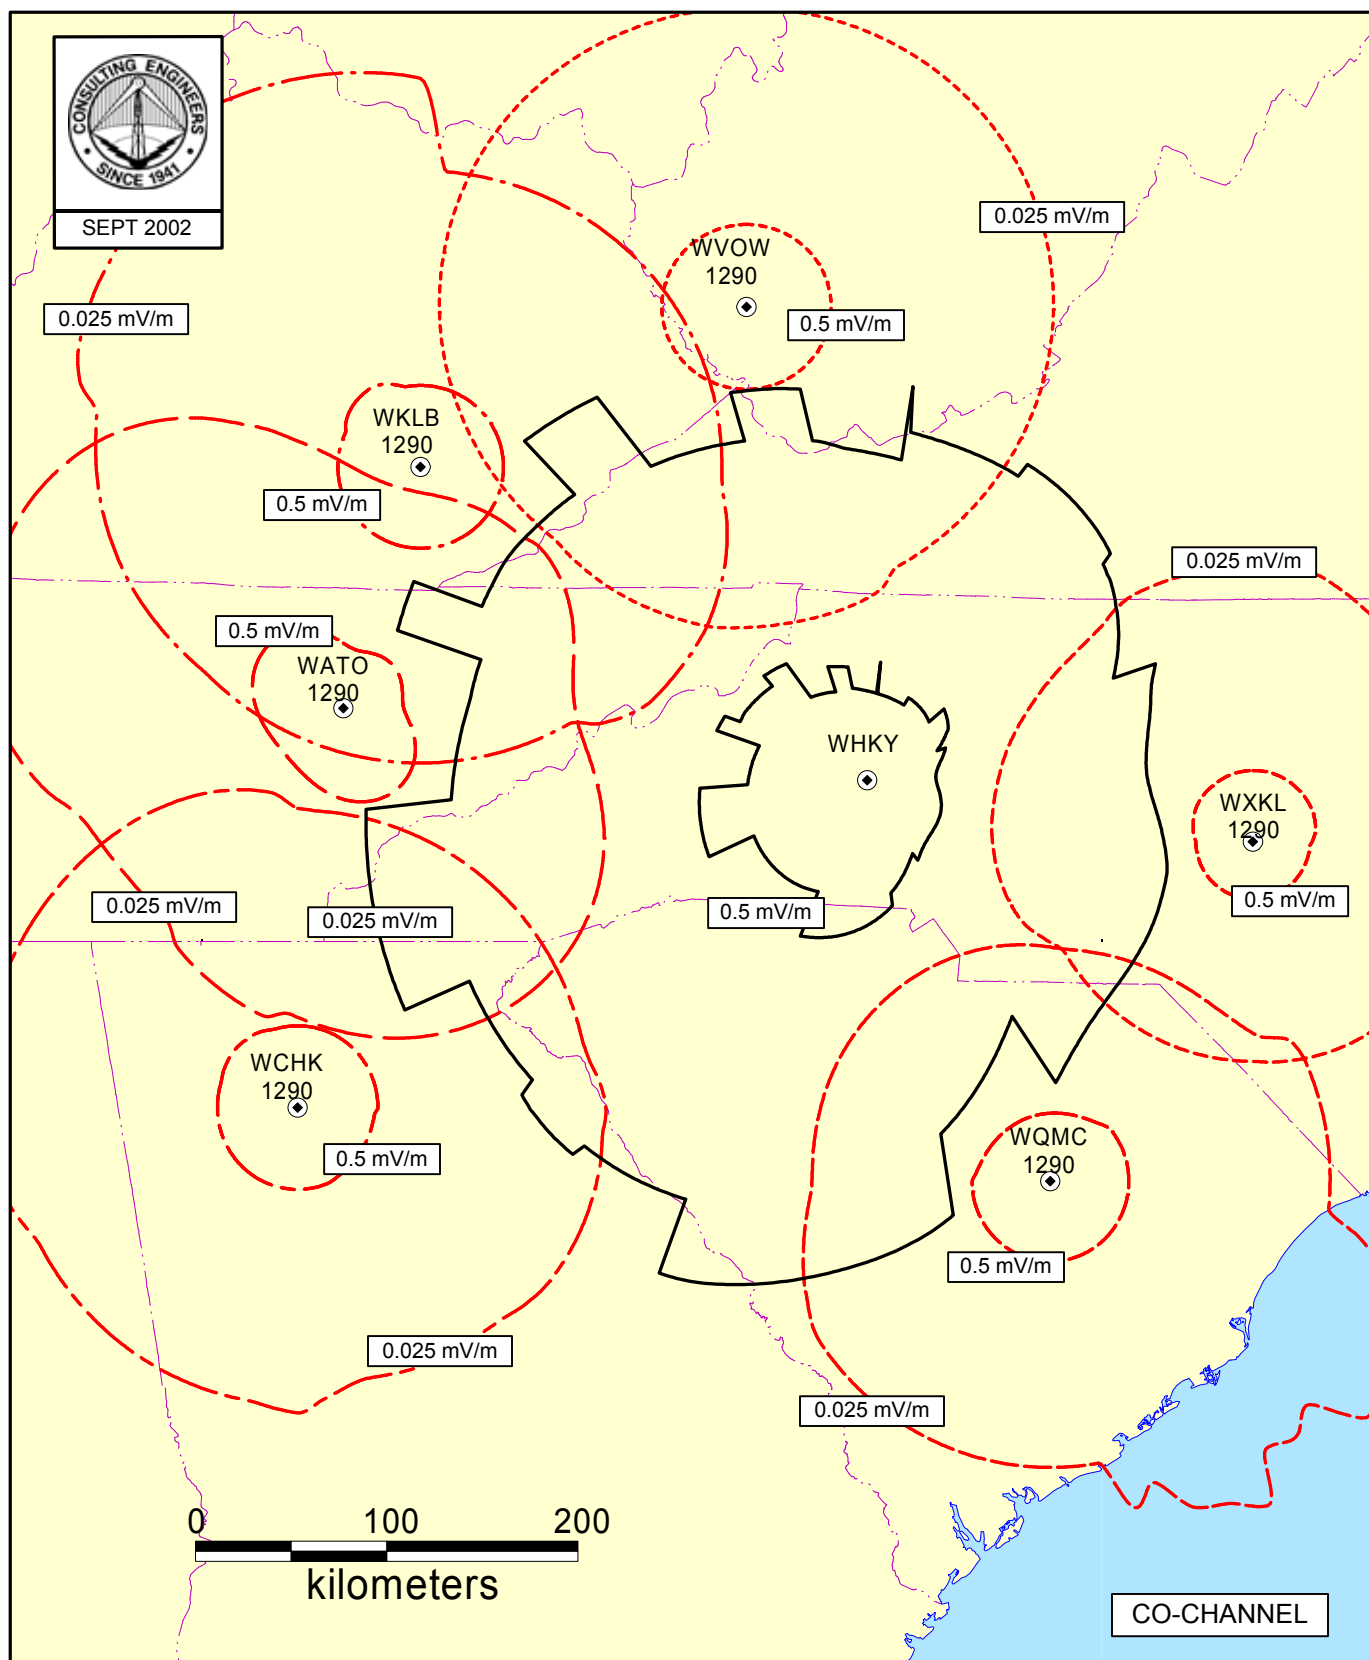 CONSULTING ENGINEERS
• SINCE 1941 •
SEPT 2002
0.025 mV/m
WVOW
1290
0.025 mV/m
0.5 mV/m
WKLB
1290
0.5 mV/m
0.025 mV/m
0.5 mV/m
WATO
1290
WHKY
WXKL
1290
0.5 mV/m
0.025 mV/m
0.025 mV/m
0.5 mV/m
WCHK
1290
0.5 mV/m
WQMC
1290
0.5 mV/m
0.025 mV/m
0.025 mV/m
0 100 200
kilometers
CO-CHANNEL